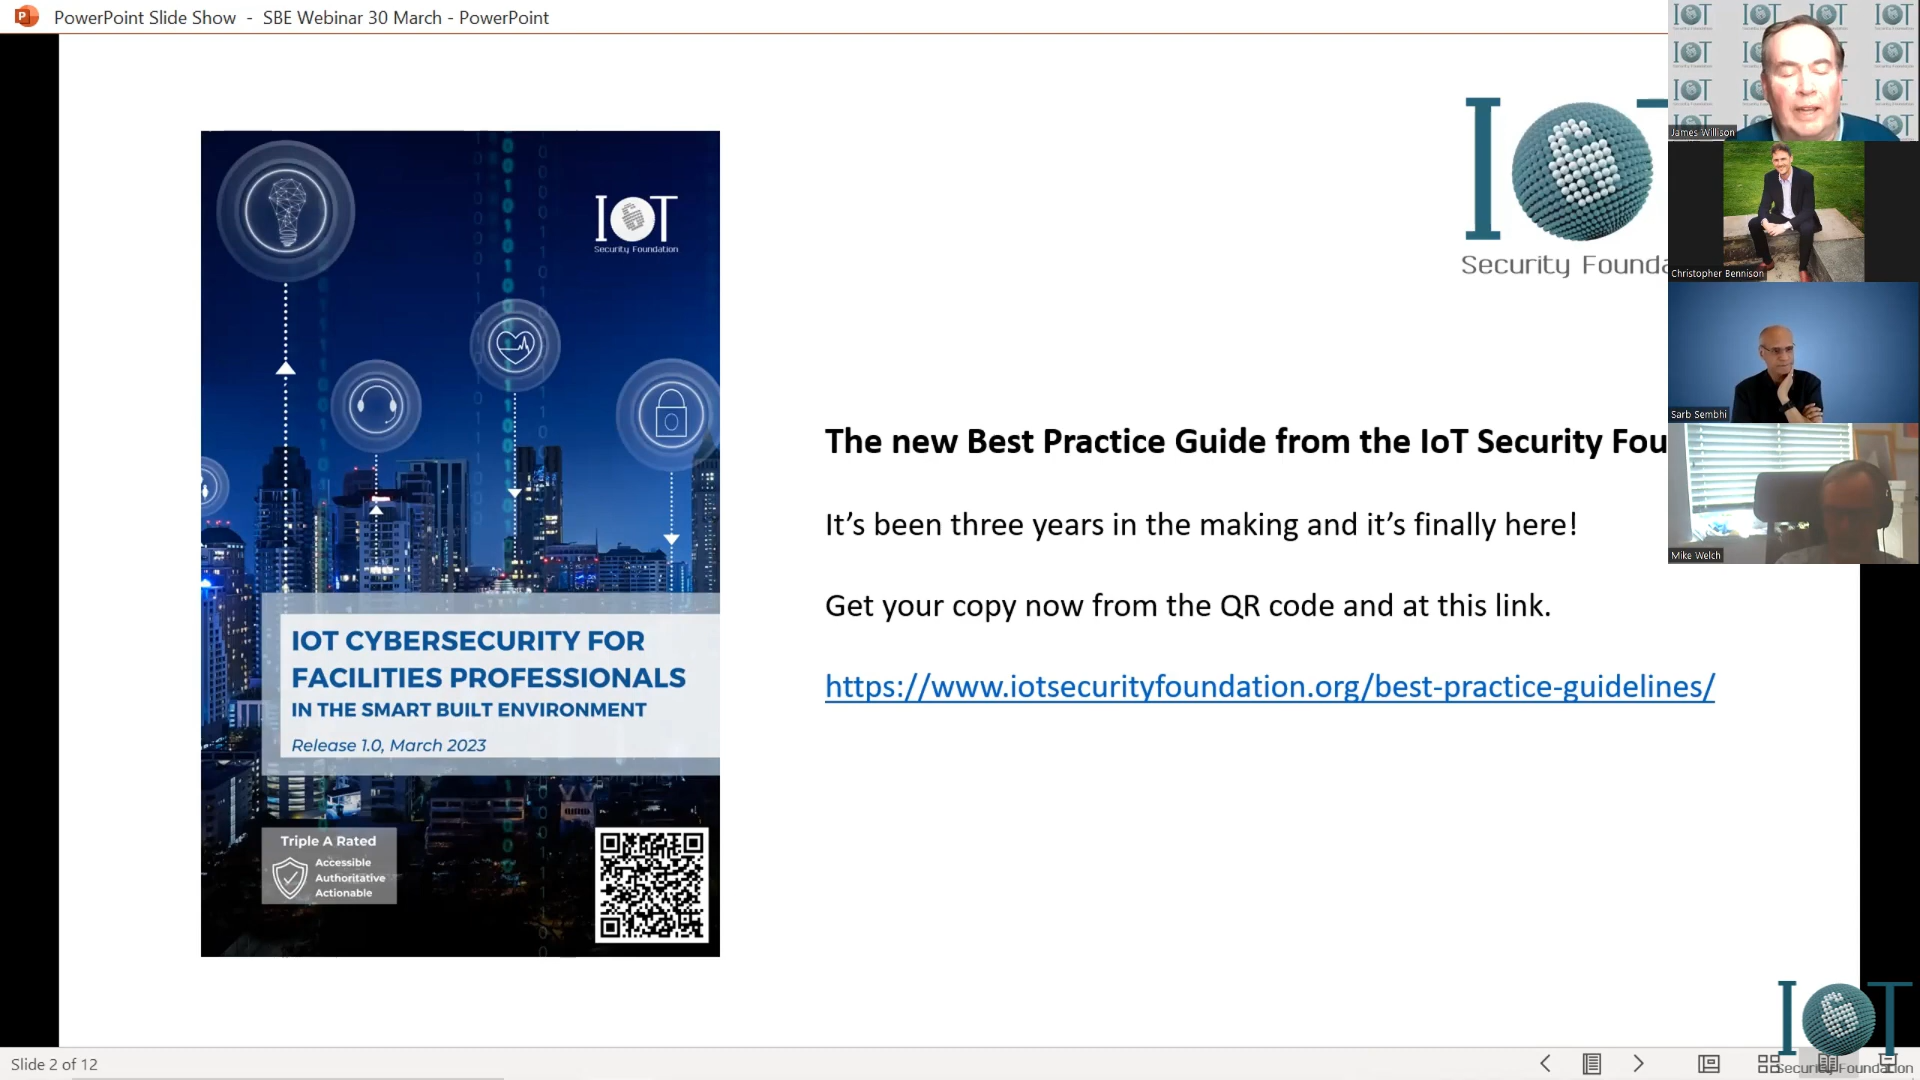 PowerPoint Slide Show - SBE Webinar 30 March - PowerPoint
IOT
Security Foundation
IOT CYBERSECURITY FOR
FACILITIES PROFESSIONALS
IN THE SMART BUILT ENVIRONMENT
Release 1.0, March 2023
Triple A Rated
Accessible
Authoritative
Actionable
IOT
Security Founda
The new Best Practice Guide from the IoT Security Fou
It’s been three years in the making and it’s finally here!
Get your copy now from the QR code and at this link.
https://www.iotsecurityfoundation.org/best-practice-guidelines/
James Willison
Christopher Bennison
Sarb Sembhi
Mike Welch
Slide 2 of 12
IOT
Security Foundation